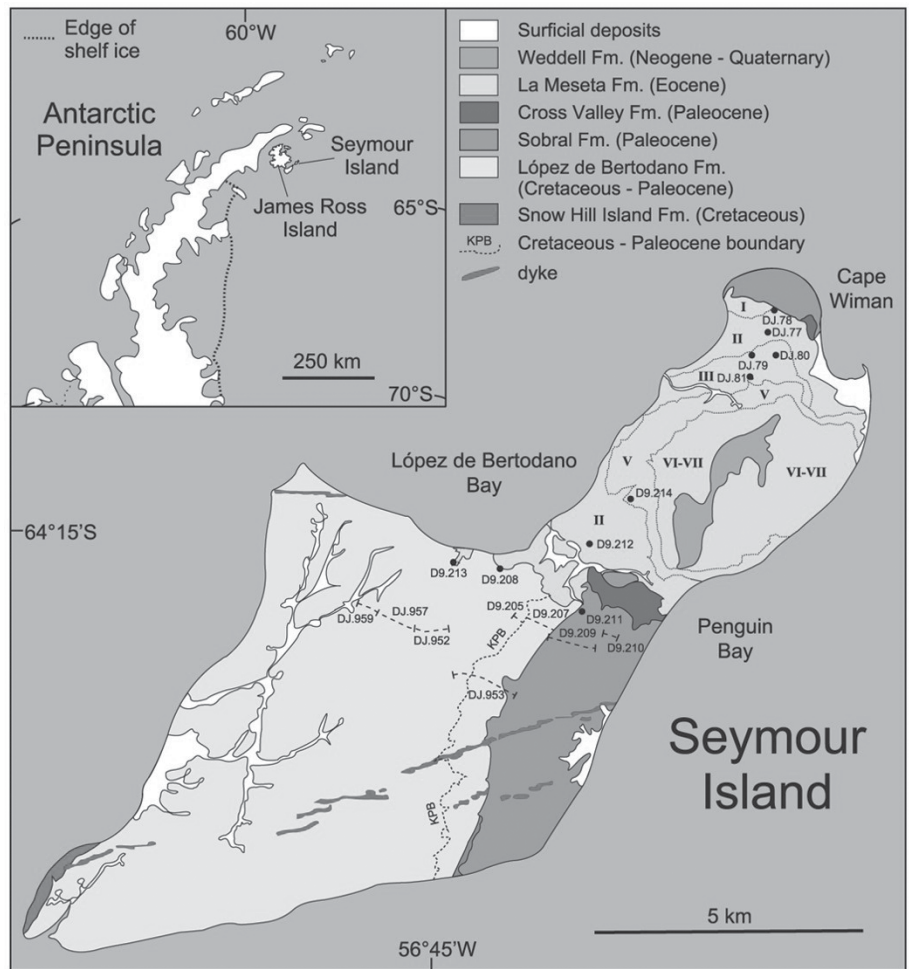 Edge of
shelf ice
60°W
Antarctic
Peninsula
Seymour
Island
James Ross
Island
65°S
250 km
70°S
Surficial deposits
Weddell Fm. (Neogene - Quaternary)
La Meseta Fm. (Eocene)
Cross Valley Fm. (Paleocene)
Sobral Fm. (Paleocene)
López de Bertodano Fm.
(Cretaceous - Paleocene)
Snow Hill Island Fm. (Cretaceous)
KPB
Cretaceous - Paleocene boundary
dyke
Cape
Wiman
I
DJ.78
DJ.77
II
DJ.79
DJ.80
III
DJ.81
V
López de Bertodano
Bay
V
VI-VII
VI-VII
D9.214
64°15'S
II
D9.212
D9.213
D9.208
D9.205
D9.207
D9.211
DJ.959
DJ.957
DJ.952
KPB
D9.209
D9.210
Penguin
Bay
DJ.953
Seymour
Island
KPB
5 km
56°45'W